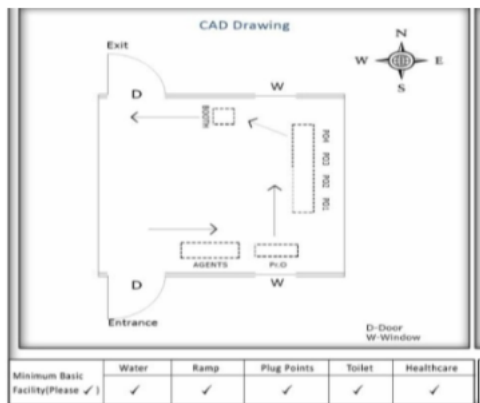 CAD Drawing
Exit
N
W
E
S
D
W
BOOTH
PO4
PO3
PO2
PO1
AGENTS
Pr.O
D
W
Entrance
D-Door
W-Window
Minimum Basic
Facility(Please ✓)
Water
Ramp
Plug Points
Toilet
Healthcare
✓
✓
✓
✓
✓